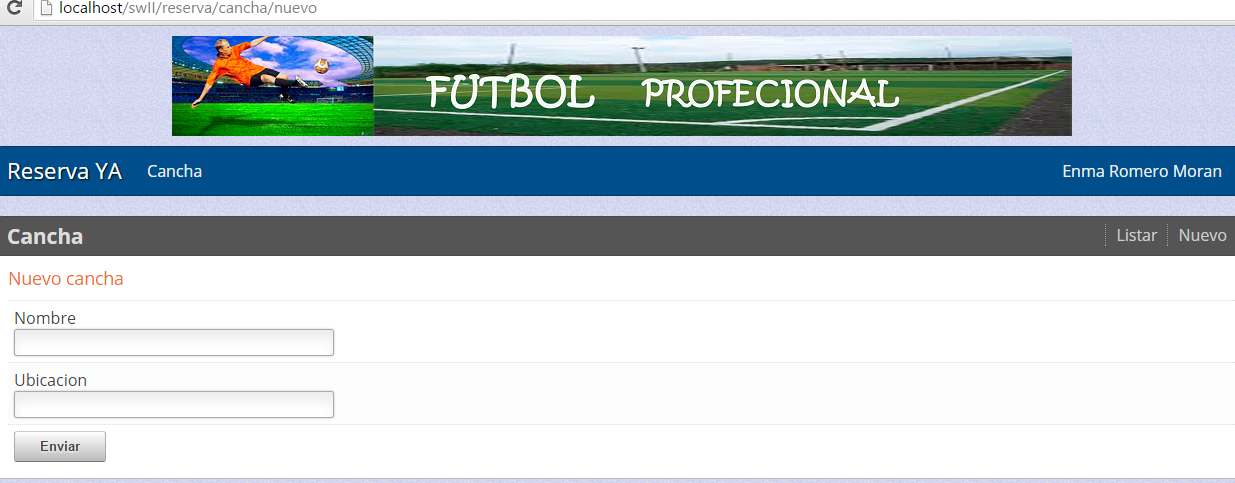 localhost/swII/reserva/cancha/nuevo
FUTBOL PROFECIONAL
Reserva YA Cancha Enma Romero Moran
Cancha Listar Nuevo
Nuevo cancha
Nombre
Ubicacion
Enviar